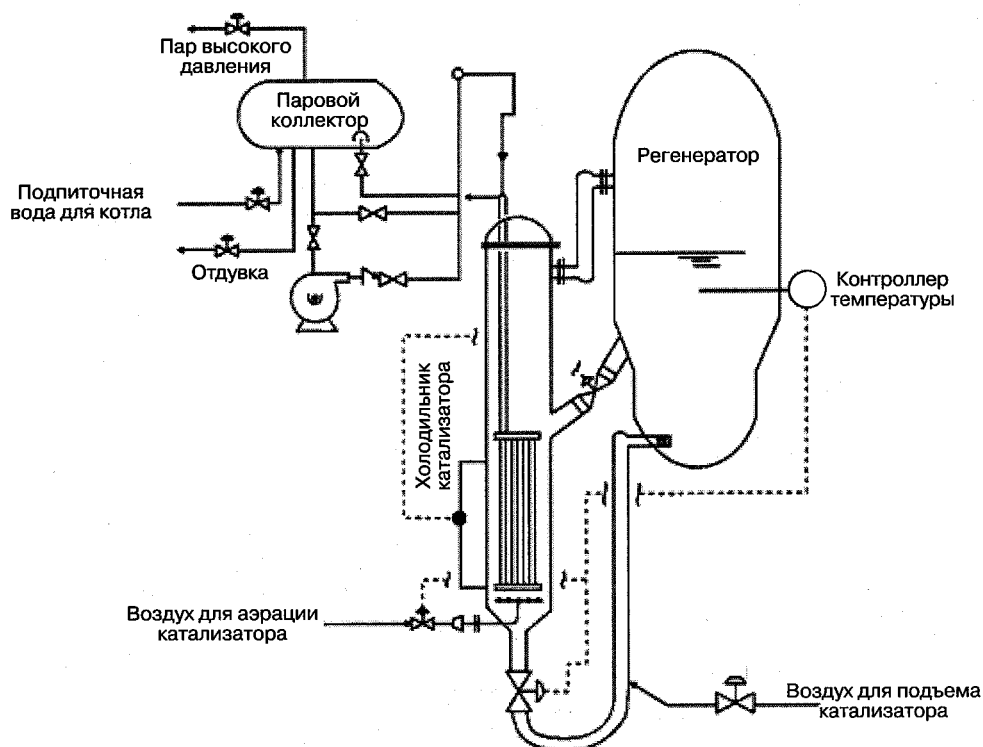 Пар высокого
давления
Паровой
коллектор
Регенератор
Подпиточная
вода для котла
Отдувка
Контроллер
температуры
Холодильник
катализатора
Воздух для аэрации
катализатора
Воздух для подъема
катализатора